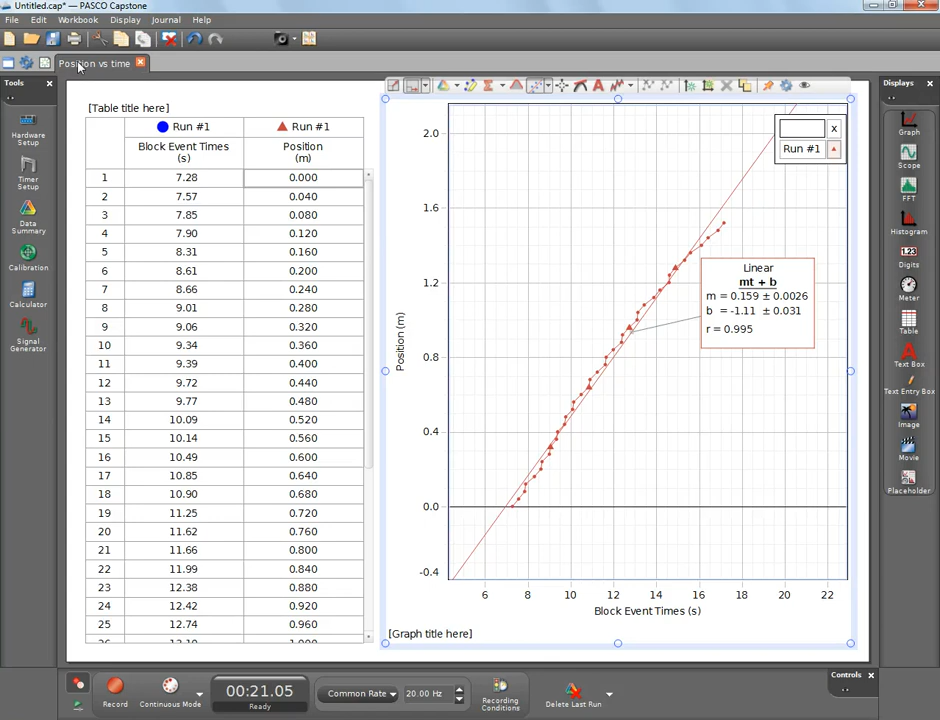 Untitled.cap* — PASCO Capstone
File Edit Workbook Display Journal Help
Position vs time
Tools
Hardware
Setup
Timer
Setup
Data
Summary
Calibration
Calculator
Signal
Generator
[Table title here]
Run #1 Run #1
Block Event Times Position
(s) (m)
1 7.28 0.000
2 7.57 0.040
3 7.85 0.080
4 7.90 0.120
5 8.31 0.160
6 8.61 0.200
7 8.66 0.240
8 9.01 0.280
9 9.06 0.320
10 9.34 0.360
11 9.39 0.400
12 9.72 0.440
13 9.77 0.480
14 10.09 0.520
15 10.14 0.560
16 10.49 0.600
17 10.85 0.640
18 10.90 0.680
19 11.25 0.720
20 11.62 0.760
21 11.66 0.800
22 11.99 0.840
23 12.38 0.880
24 12.42 0.920
25 12.74 0.960
26 13.10 1.000
x
Run #1
Linear
mt + b
m = 0.159 ± 0.0026
b = -1.11 ± 0.031
r = 0.995
Position (m)
2.0
1.6
1.2
0.8
0.4
0.0
-0.4
6 8 10 12 14 16 18 20 22
Block Event Times (s)
[Graph title here]
Displays
Graph
Scope
FFT
Histogram
1.23
Digits
Meter
Table
Text Box
Text Entry Box
Image
Movie
Placeholder
Record
Continuous Mode
00:21.05
Ready
Common Rate 20.00 Hz
Recording
Conditions
Delete Last Run
Controls